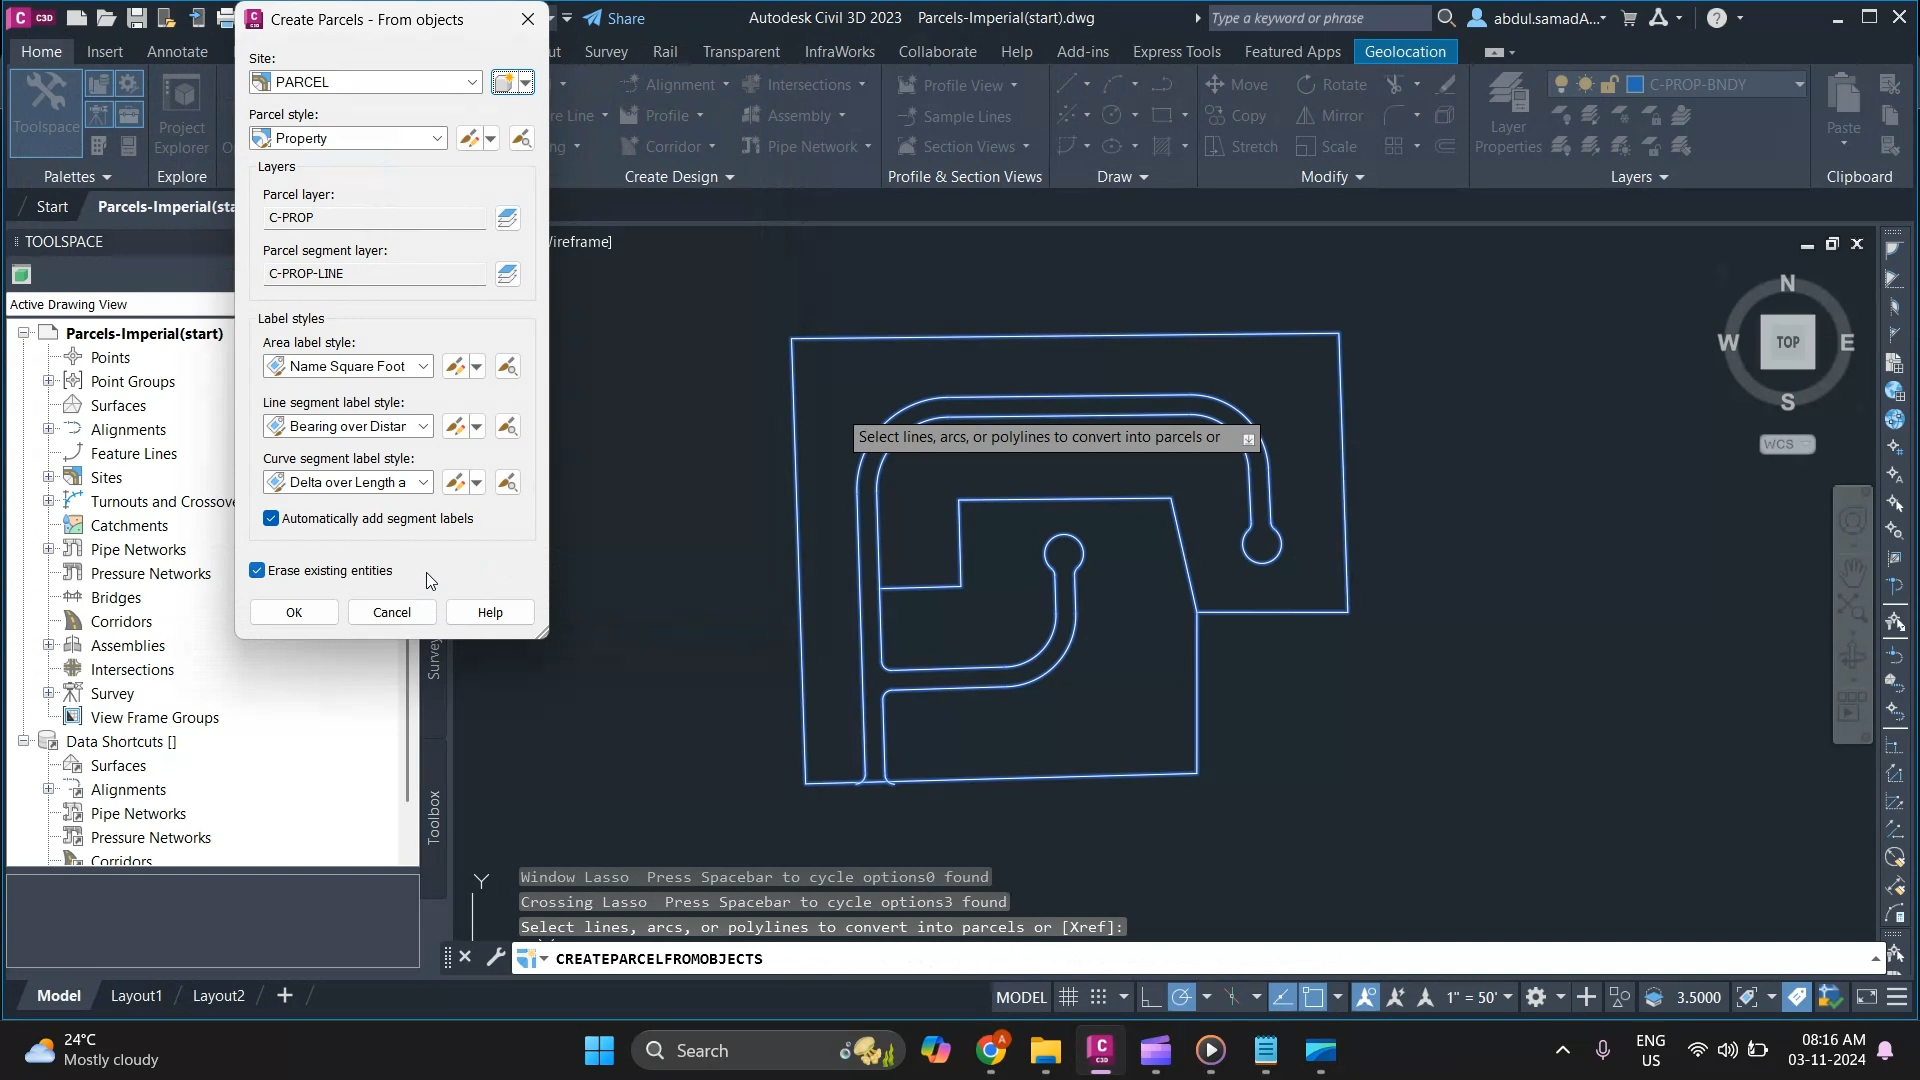 Create Parcels - From objects
C3D
Share
Autodesk Civil 3D 2023 Parcels-Imperial(start).dwg
Type a keyword or phrase
abdul.samadA...
Home Insert Annotate
ut Survey Rail Transparent InfraWorks Collaborate Help Add-ins Express Tools Featured Apps Geolocation
Site:
PARCEL
Parcel style:
Property
Layers
Parcel layer:
C-PROP
Parcel segment layer:
C-PROP-LINE
Label styles
Area label style:
Name Square Foot
Line segment label style:
Bearing over Distar
Curve segment label style:
Delta over Length a
Automatically add segment labels
Erase existing entities
OK Cancel Help
Toolspace
Project
Explorer
Palettes
Explore
Alignment
Intersections
re Line
Profile
Assembly
ng
Corridor
Pipe Network
Create Design
Profile View
Sample Lines
Section Views
Profile & Section Views
Draw
Move Rotate
Copy Mirror
Stretch Scale
Modify
Layer
Properties
C-PROP-BNDY
Layers
Paste
Clipboard
Start
Parcels-Imperial(sta
TOOLSPACE
Active Drawing View
Parcels-Imperial(start)
Points
Point Groups
Surfaces
Alignments
Feature Lines
Sites
Turnouts and Crossove
Catchments
Pipe Networks
Pressure Networks
Bridges
Corridors
Assemblies
Intersections
Survey
View Frame Groups
Data Shortcuts []
Surfaces
Alignments
Pipe Networks
Pressure Networks
Corridors
Survey
Toolbox
Wireframe]
N
W TOP E
S
WCS
Select lines, arcs, or polylines to convert into parcels or
Y
Window Lasso Press Spacebar to cycle options0 found
Crossing Lasso Press Spacebar to cycle options3 found
Select lines, arcs, or polylines to convert into parcels or [Xref]:
CREATEPARCELFROMOBJECTS
Model Layout1 Layout2
MODEL
1" = 50'
3.5000
24°C
Mostly cloudy
Search
ENG
US
08:16 AM
03-11-2024